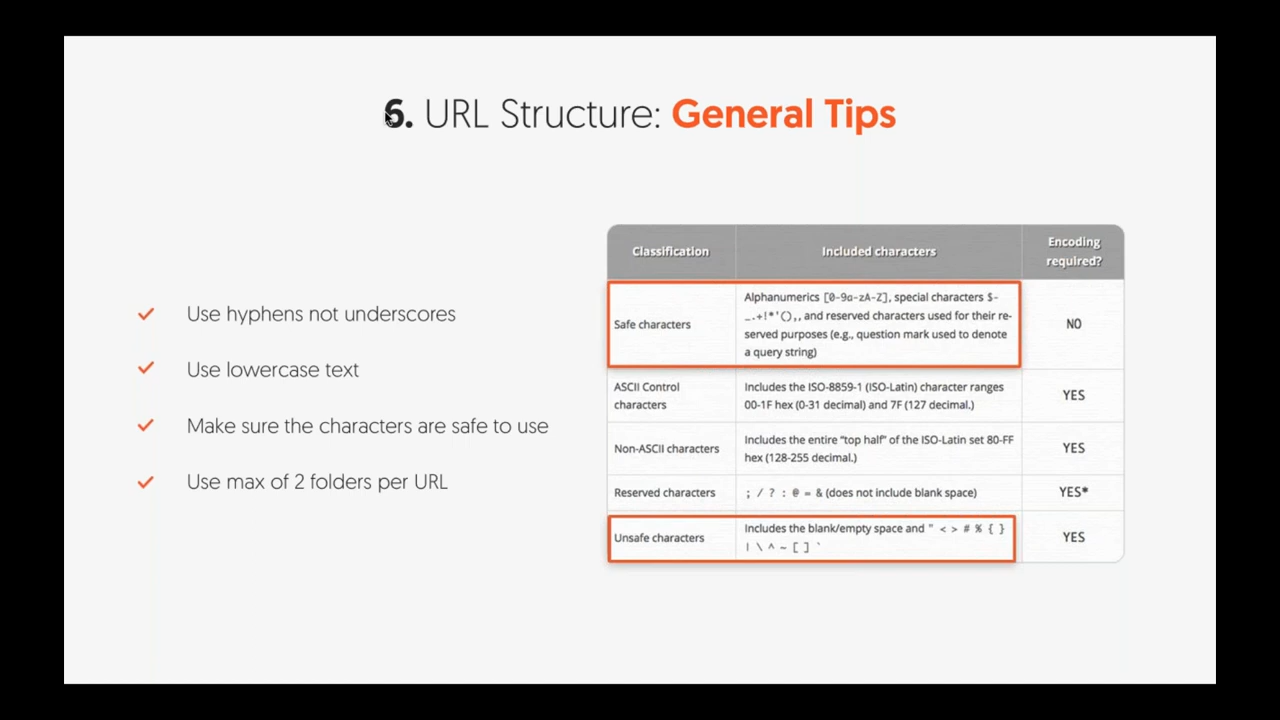 6. URL Structure: General Tips
Use hyphens not underscores
Use lowercase text
Make sure the characters are safe to use
Use max of 2 folders per URL
Classification
Included characters
Encoding
required?
Safe characters
Alphanumerics [0-9a-zA-Z], special characters $-
_.+!*'(),, and reserved characters used for their re-
served purposes (e.g., question mark used to denote
a query string)
NO
ASCII Control
characters
Includes the ISO-8859-1 (ISO-Latin) character ranges
00-1F hex (0-31 decimal) and 7F (127 decimal.)
YES
Non-ASCII characters
Includes the entire “top half” of the ISO-Latin set 80-FF
hex (128-255 decimal.)
YES
Reserved characters
; / ? : @ = & (does not include blank space)
YES*
Unsafe characters
Includes the blank/empty space and " < > # % { }
| \ ^ ~ [ ] `
YES